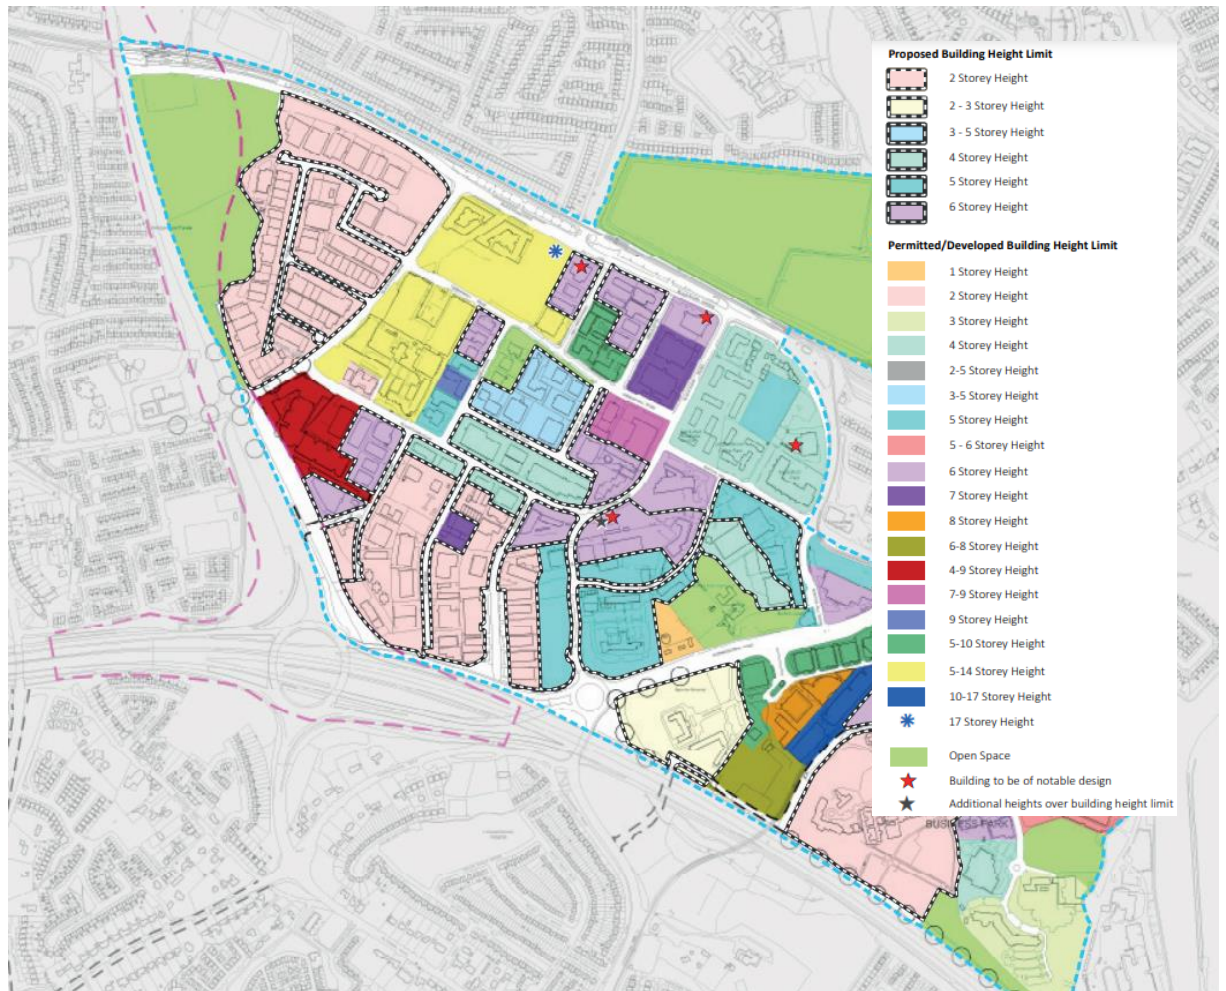 Proposed Building Height Limit
2 Storey Height
2 - 3 Storey Height
3 - 5 Storey Height
4 Storey Height
5 Storey Height
6 Storey Height
Permitted/Developed Building Height Limit
1 Storey Height
2 Storey Height
3 Storey Height
4 Storey Height
2-5 Storey Height
3-5 Storey Height
5 Storey Height
5 - 6 Storey Height
6 Storey Height
7 Storey Height
8 Storey Height
6-8 Storey Height
4-9 Storey Height
7-9 Storey Height
9 Storey Height
5-10 Storey Height
5-14 Storey Height
10-17 Storey Height
17 Storey Height
Open Space
Building to be of notable design
Additional heights over building height limit
BUSINESS PARK